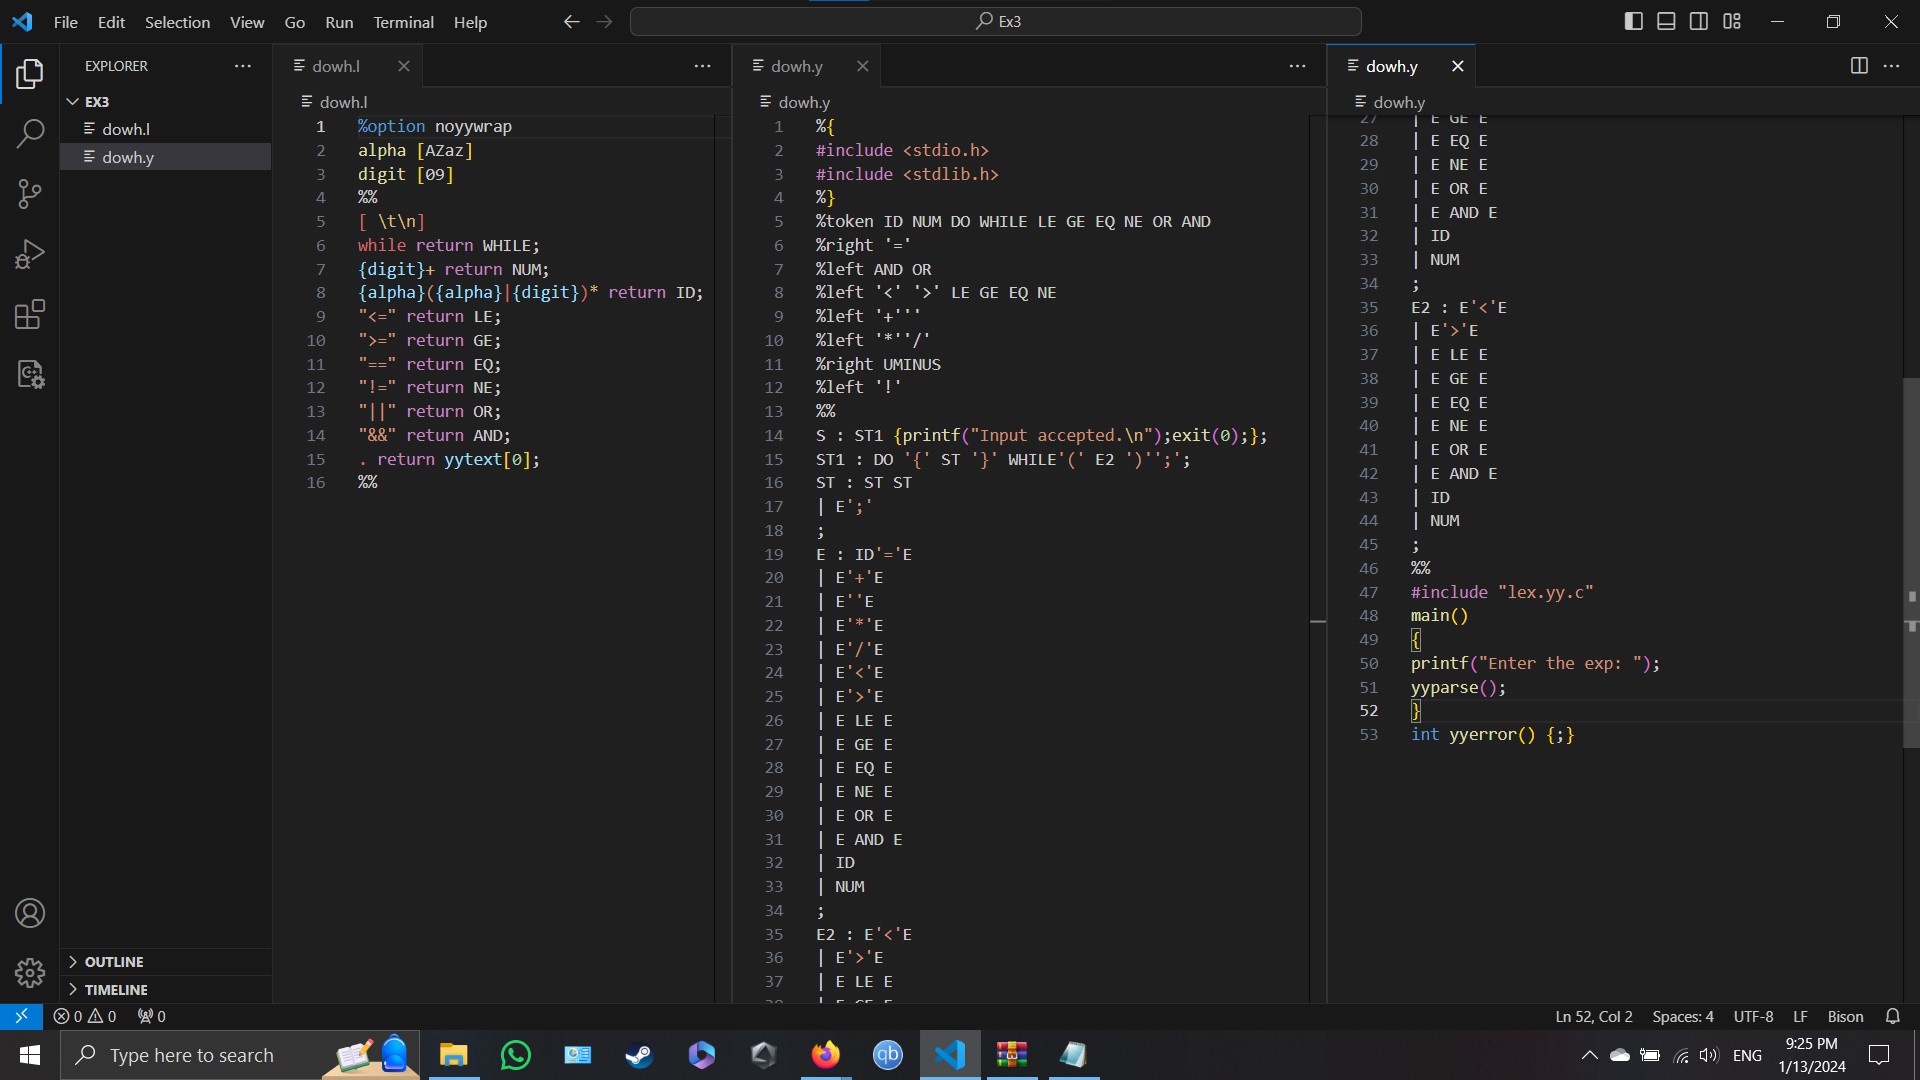 File Edit Selection View Go Run Terminal Help
Ex3
EXPLORER
EX3
dowh.l
dowh.y
OUTLINE
TIMELINE
dowh.l
dowh.l
1 %option noyywrap
2 alpha [AZaz]
3 digit [09]
4 %%
5 [ \t\n]
6 while return WHILE;
7 {digit}+ return NUM;
8 {alpha}({alpha}|{digit})* return ID;
9 "<=" return LE;
10 ">=" return GE;
11 "==" return EQ;
12 "!=" return NE;
13 "||" return OR;
14 "&&" return AND;
15 . return yytext[0];
16 %%
dowh.y
dowh.y
1 %{
2 #include <stdio.h>
3 #include <stdlib.h>
4 %}
5 %token ID NUM DO WHILE LE GE EQ NE OR AND
6 %right '='
7 %left AND OR
8 %left '<' '>' LE GE EQ NE
9 %left '+'''
10 %left '*''/'
11 %right UMINUS
12 %left '!'
13 %%
14 S : ST1 {printf("Input accepted.\n");exit(0);};
15 ST1 : DO '{' ST '}' WHILE'(' E2 ')'';';
16 ST : ST ST
17 | E';'
18 ;
19 E : ID'='E
20 | E'+'E
21 | E''E
22 | E'*'E
23 | E'/'E
24 | E'<'E
25 | E'>'E
26 | E LE E
27 | E GE E
28 | E EQ E
29 | E NE E
30 | E OR E
31 | E AND E
32 | ID
33 | NUM
34 ;
35 E2 : E'<'E
36 | E'>'E
37 | E LE E
38 | E GE E
dowh.y
dowh.y
27 | E GE E
28 | E EQ E
29 | E NE E
30 | E OR E
31 | E AND E
32 | ID
33 | NUM
34 ;
35 E2 : E'<'E
36 | E'>'E
37 | E LE E
38 | E GE E
39 | E EQ E
40 | E NE E
41 | E OR E
42 | E AND E
43 | ID
44 | NUM
45 ;
46 %%
47 #include "lex.yy.c"
48 main()
49 {
50 printf("Enter the exp: ");
51 yyparse();
52 }
53 int yyerror() {;}
0 0 0
Ln 52, Col 2 Spaces: 4 UTF-8 LF Bison
Type here to search
qb
ENG
9:25 PM
1/13/2024